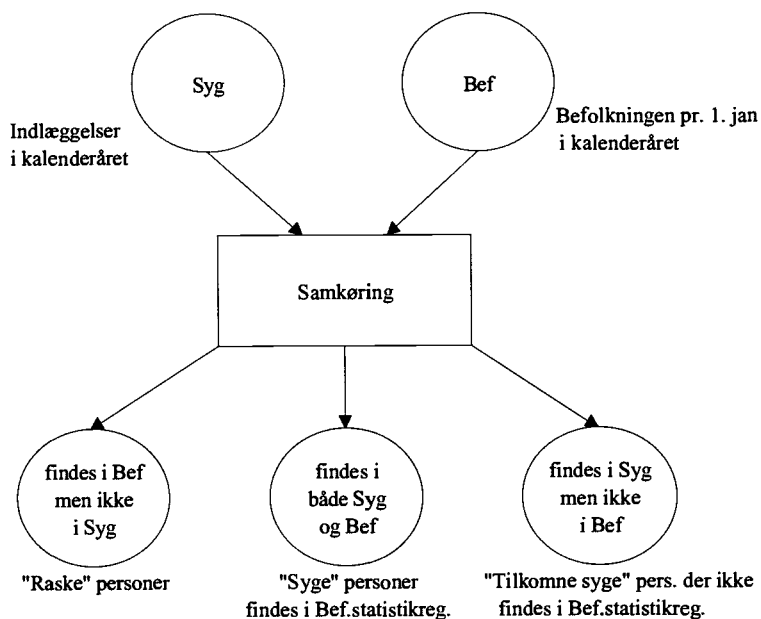 Syg
Bef
Indlæggelser
i kalenderåret
Befolkningen pr. 1. jan
i kalenderåret
Samkøring
findes i Bef
men ikke
i Syg
findes i
både Syg
og Bef
findes i Syg
men ikke
i Bef
"Raske" personer
"Syge" personer
findes i Bef.statistikreg.
"Tilkomne syge" pers. der ikke
findes i Bef.statistikreg.